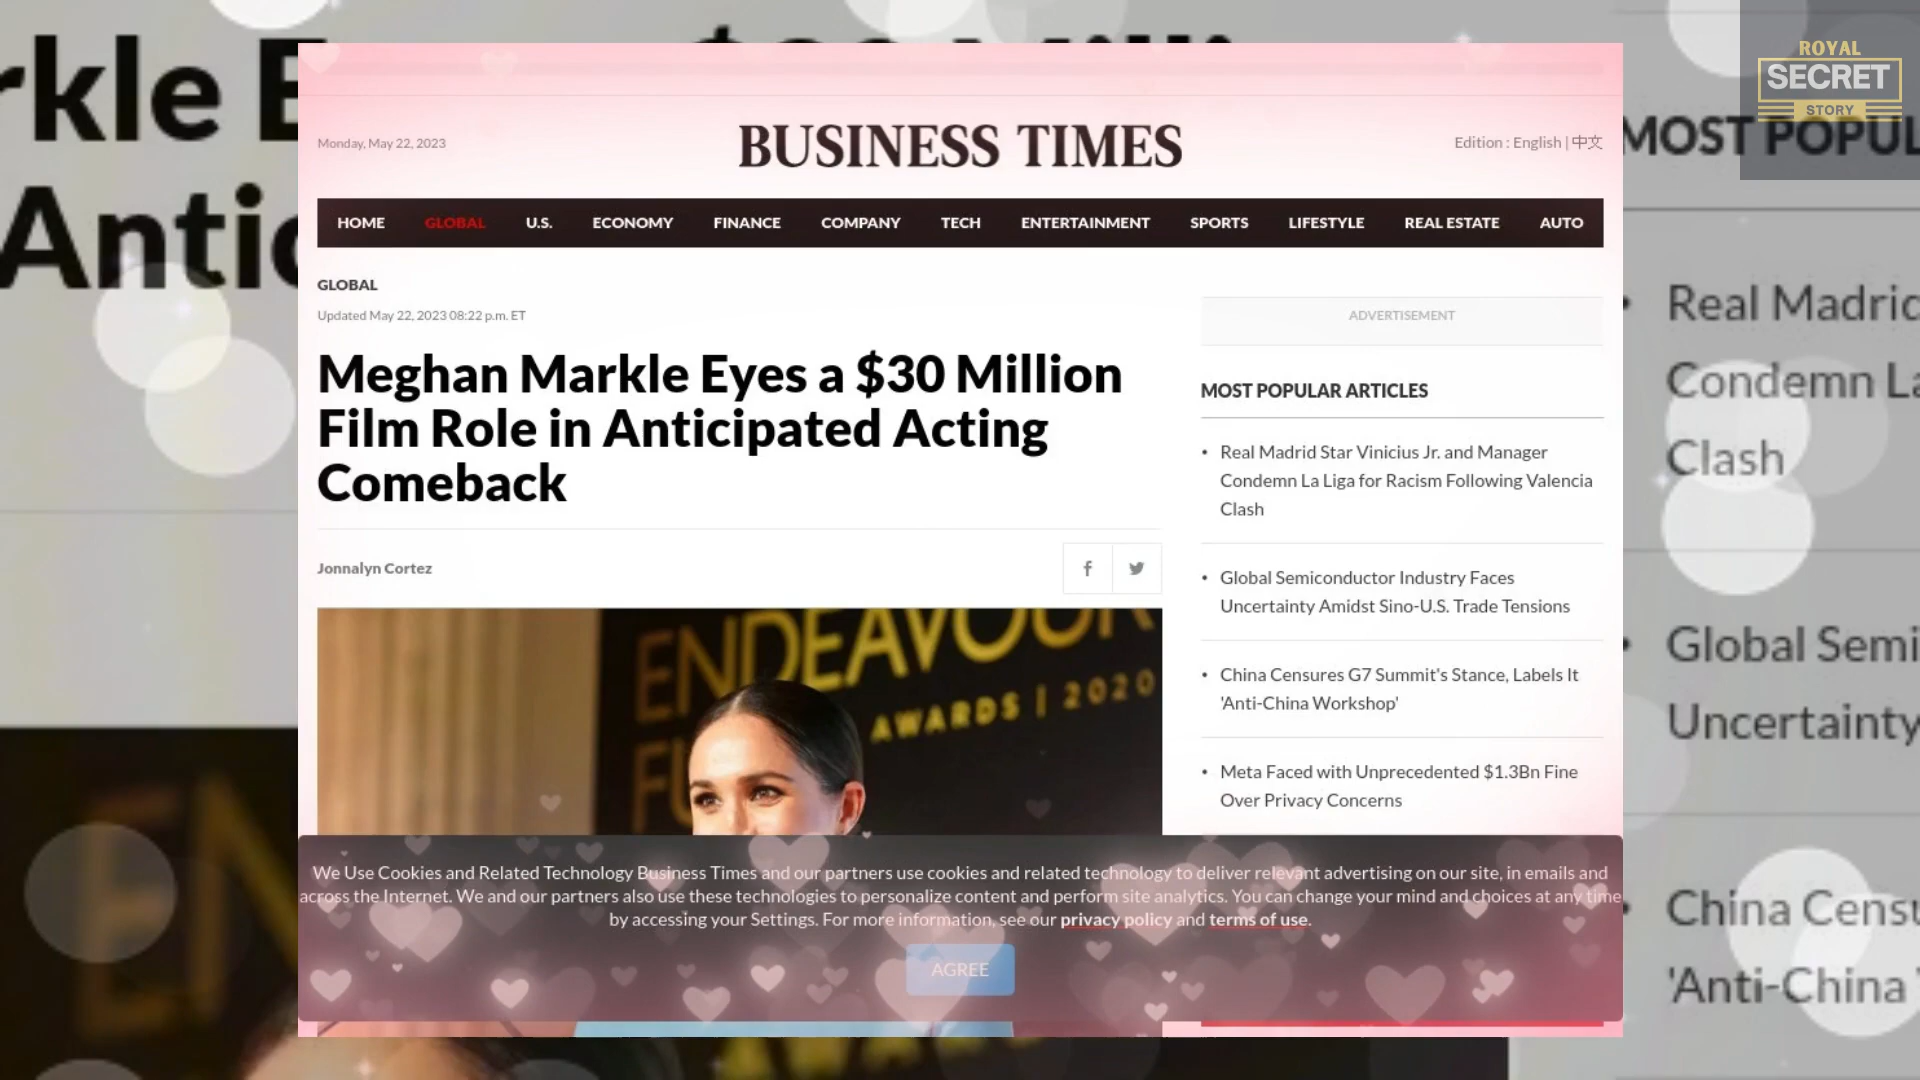 ROYAL
SECRET
STORY
rkle
Antic
MOST POPUL
Real Madrid
Condemn La
Clash
Global Semi
Uncertainty
China Censu
'Anti-China
Monday, May 22, 2023
BUSINESS TIMES
Edition : English | 中文
HOME GLOBAL U.S. ECONOMY FINANCE COMPANY TECH ENTERTAINMENT SPORTS LIFESTYLE REAL ESTATE AUTO
GLOBAL
Updated May 22, 2023 08:22 p.m. ET
Meghan Markle Eyes a $30 Million
Film Role in Anticipated Acting
Comeback
Jonnalyn Cortez
ENDEAVOUR
AWARDS | 2020
FU
ADVERTISEMENT
MOST POPULAR ARTICLES
• Real Madrid Star Vinicius Jr. and Manager
Condemn La Liga for Racism Following Valencia
Clash
• Global Semiconductor Industry Faces
Uncertainty Amidst Sino-U.S. Trade Tensions
• China Censures G7 Summit's Stance, Labels It
'Anti-China Workshop'
• Meta Faced with Unprecedented $1.3Bn Fine
Over Privacy Concerns
We Use Cookies and Related Technology Business Times and our partners use cookies and related technology to deliver relevant advertising on our site, in emails and
across the Internet. We and our partners also use these technologies to personalize content and perform site analytics. You can change your mind and choices at any time
by accessing your Settings. For more information, see our privacy policy and terms of use.
AGREE